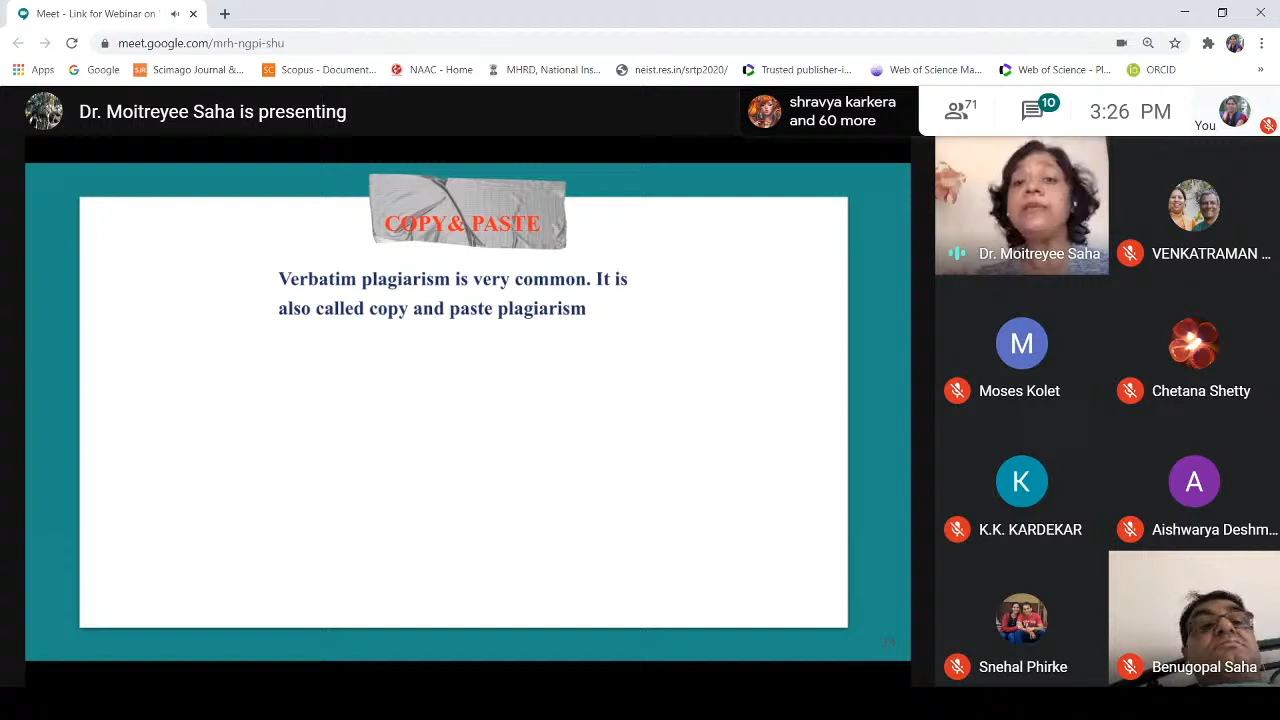 Meet - Link for Webinar on
meet.google.com/mrh-ngpi-shu
Apps
Google
Scimago Journal &...
Scopus - Document...
NAAC - Home
MHRD, National Ins...
neist.res.in/srtp2020/
Trusted publisher-i...
Web of Science Ma...
Web of Science - Pl...
ORCID
Dr. Moitreyee Saha is presenting
shravya karkera
and 60 more
71
10
3:26 PM
You
COPY& PASTE
Verbatim plagiarism is very common. It is
also called copy and paste plagiarism
34
Dr. Moitreyee Saha
VENKATRAMAN ...
M
Moses Kolet
Chetana Shetty
K
K.K. KARDEKAR
A
Aishwarya Deshm...
Snehal Phirke
Benugopal Saha